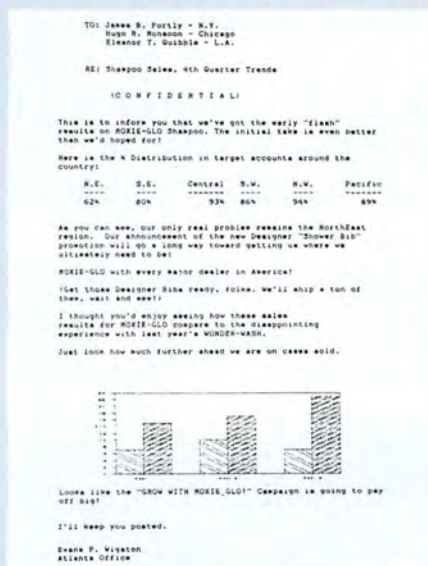 TO: James B. Portly - N.Y.
Hugo R. Monsoon - Chicago
Eleanor T. Quibble - L.A.
RE: Shampoo Sales, 4th Quarter Trends
(C O N F I D E N T I A L)
This is to inform you that we've got the early "flash"
results on MOXIE-GLO Shampoo. The initial take is even better
than we'd hoped for!
Here is the % Distribution in target accounts around the
country:
N.E. S.E. Central S.W. N.W. Pacific
62% 80% 93% 86% 94% 89%
As you can see, our only real problem remains the NorthEast
region. Our announcement of the new Designer "Shower Bib"
promotion will go a long way toward getting us where we
ultimately need to be:
MOXIE-GLO with every major dealer in America!
(Get those Designer Bibs ready, folks. We'll ship a ton of
them, wait and see!)
I thought you'd enjoy seeing how these sales
results for MOXIE-GLO compare to the disappointing
experience with last year's WONDER-WASH.
Just look how much further ahead we are on cases sold.
Looks like the "GROW WITH MOXIE_GLO!" Campaign is going to pay
off big!
I'll keep you posted.
Evans P. Wigston
Atlanta Office